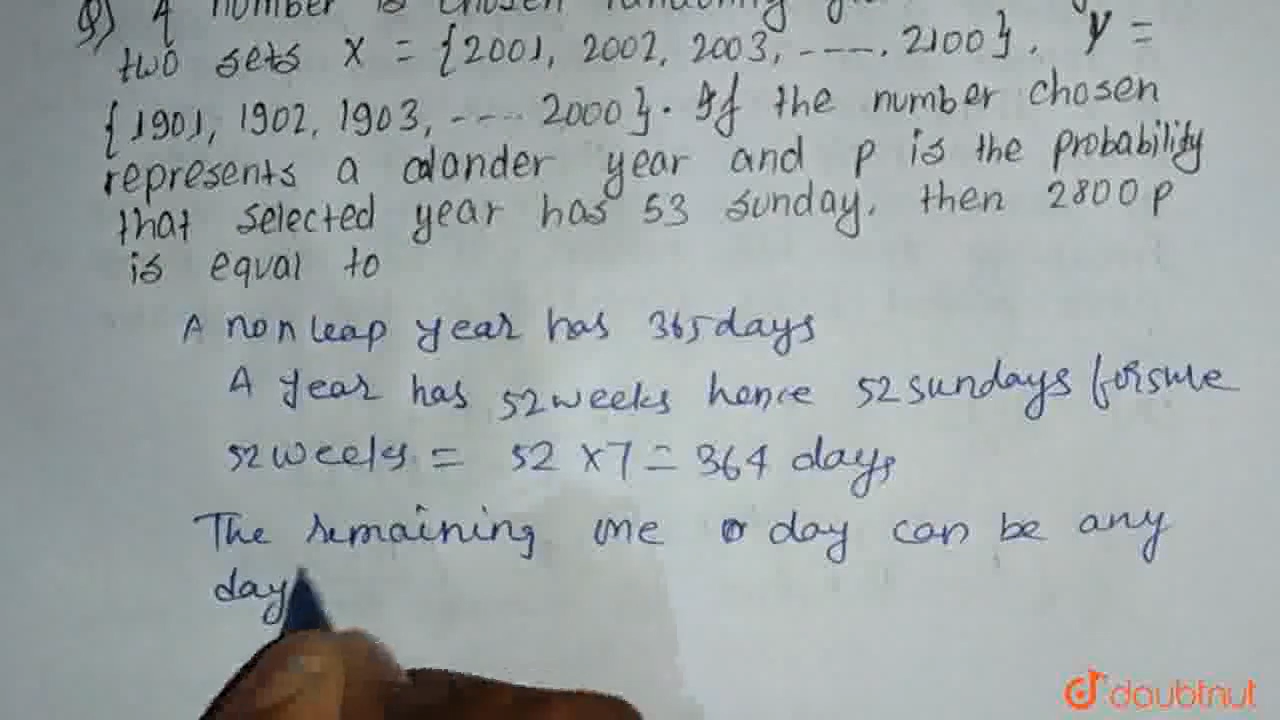 Q) A number is chosen randomly
two sets X = {2001, 2002, 2003, ---- . 2100}. Y =
{1901, 1902, 1903, ---- 2000}. If the number chosen
represents a calander year and p is the probability
that selected year has 53 sunday. then 2800p
is equal to
A non leap year has 365 days
A year has 52 weeks hence 52 sundays for sure
52 weeks = 52 × 7 = 364 days
The remaining one day can be any
day
doubtnut